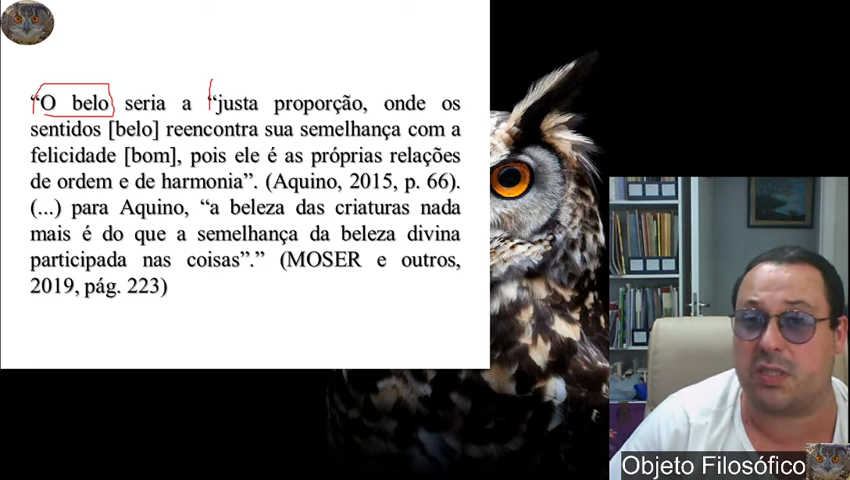 “O belo seria a “justa proporção, onde os
sentidos [belo] reencontra sua semelhança com a
felicidade [bom], pois ele é as próprias relações
de ordem e de harmonia”. (Aquino, 2015, p. 66).
(...) para Aquino, “a beleza das criaturas nada
mais é do que a semelhança da beleza divina
participada nas coisas”.” (MOSER e outros,
2019, pág. 223)
Objeto Filosófico